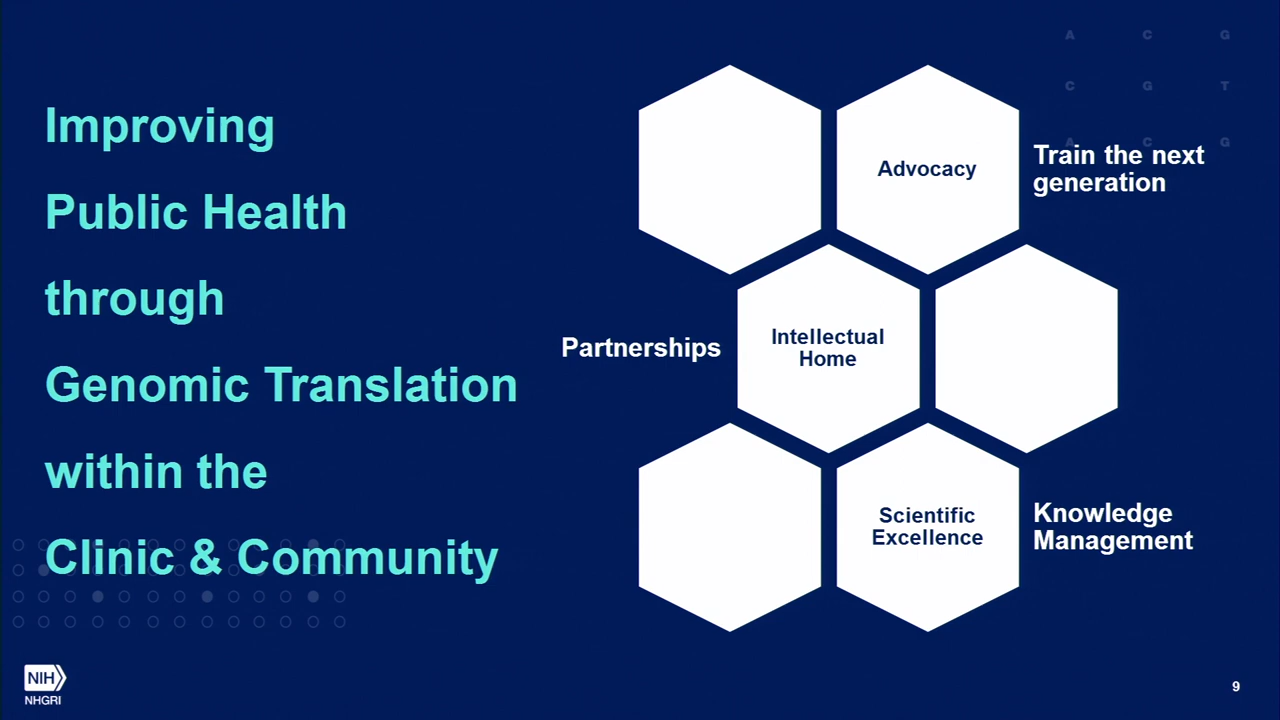 Improving
Public Health
through
Genomic Translation
within the
Clinic & Community
A C G
C G T
A C G
Advocacy
Train the next
generation
Partnerships
Intellectual
Home
Scientific
Excellence
Knowledge
Management
NIH
NHGRI
9